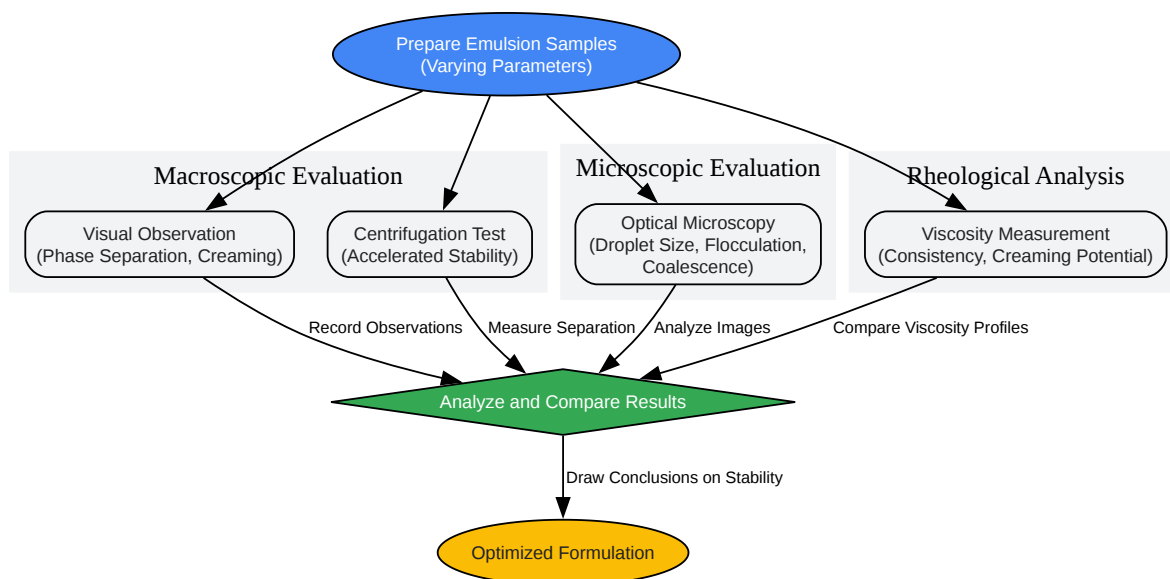 Prepare Emulsion Samples
(Varying Parameters)
Macroscopic Evaluation
Microscopic Evaluation
Rheological Analysis
Visual Observation
(Phase Separation, Creaming)
Centrifugation Test
(Accelerated Stability)
Optical Microscopy
(Droplet Size, Flocculation,
Coalescence)
Viscosity Measurement
(Consistency, Creaming Potential)
Record Observations
Measure Separation
Analyze Images
Compare Viscosity Profiles
Analyze and Compare Results
Draw Conclusions on Stability
Optimized Formulation